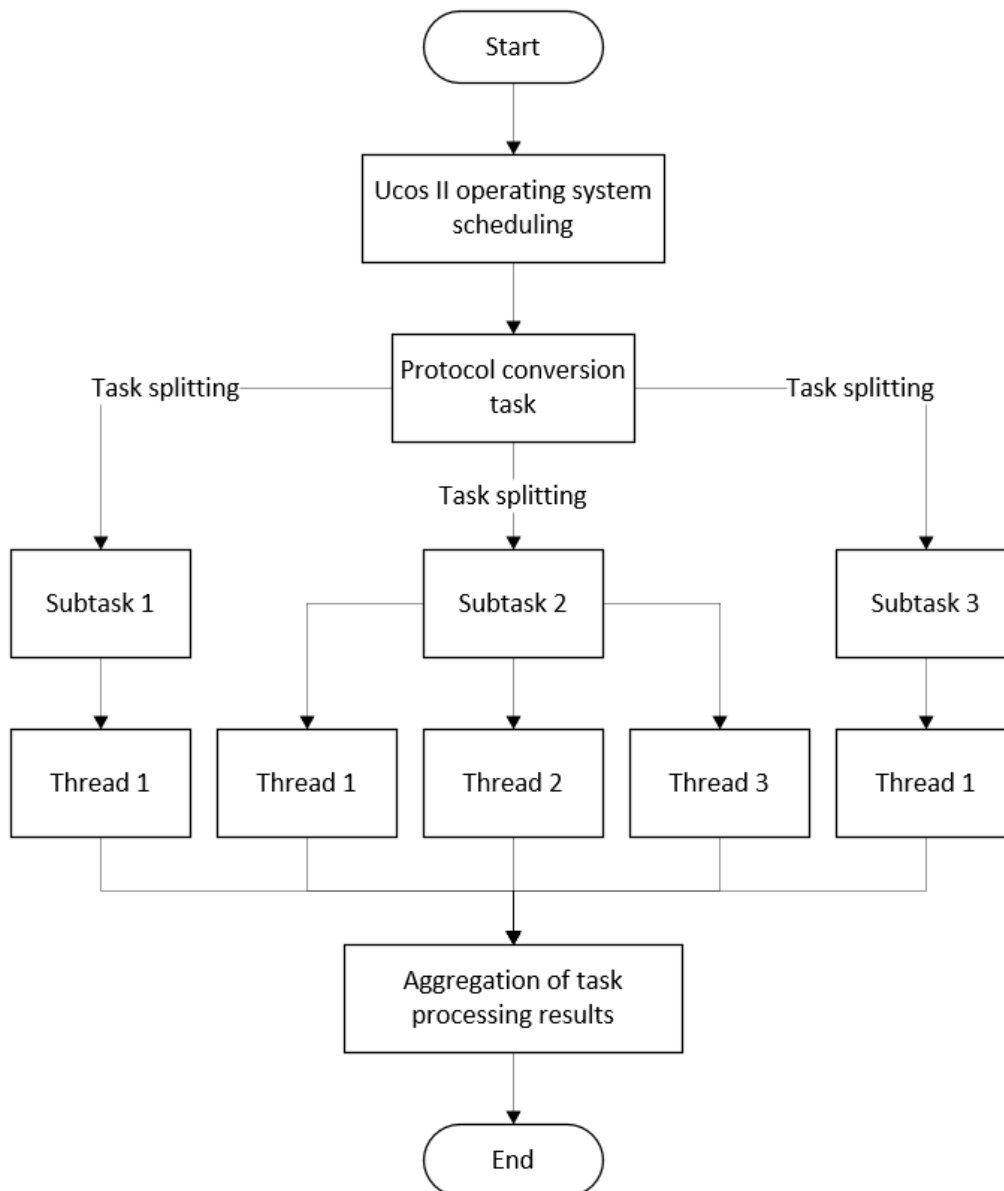 Start
Ucos II operating system
scheduling
Protocol conversion
task
Task splitting
Task splitting
Task splitting
Subtask 1
Subtask 2
Subtask 3
Thread 1
Thread 1
Thread 2
Thread 3
Thread 1
Aggregation of task
processing results
End